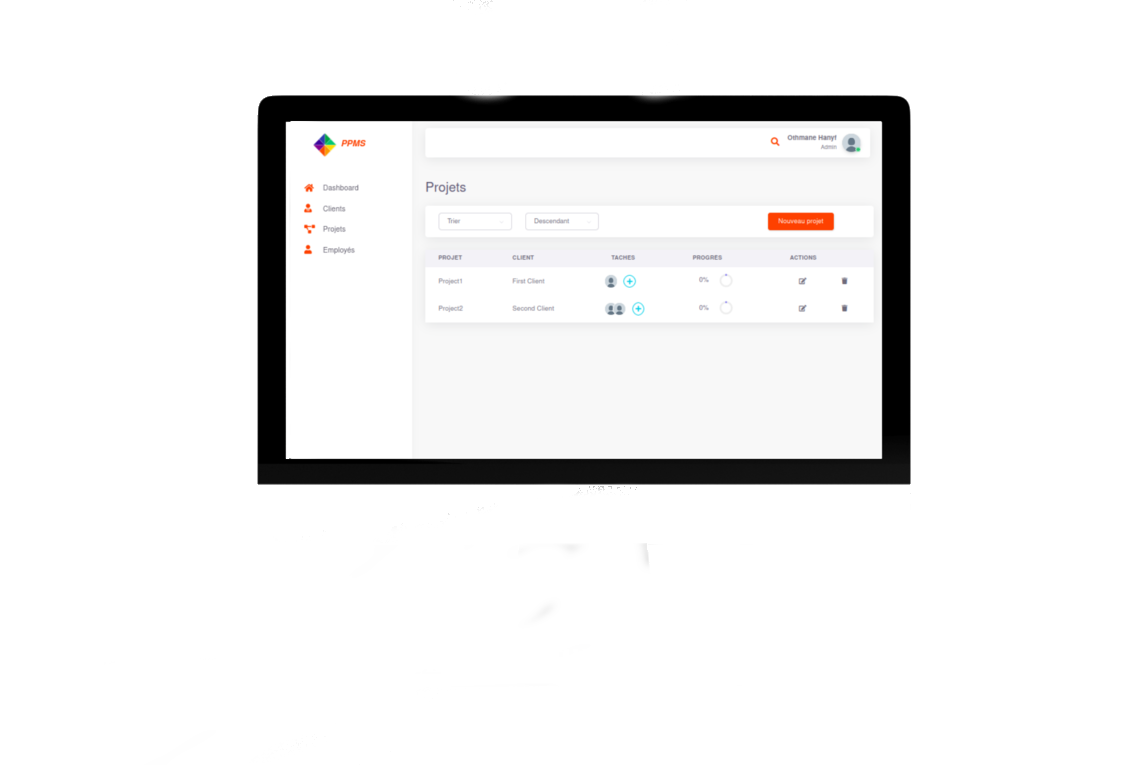 PPMS
Othmane Hanyf
Admin
Dashboard
Clients
Projets
Employés
Projets
Trier
Descendant
Nouveau projet
PROJET CLIENT TACHES PROGRES ACTIONS
Project1 First Client 0%
Project2 Second Client 0%